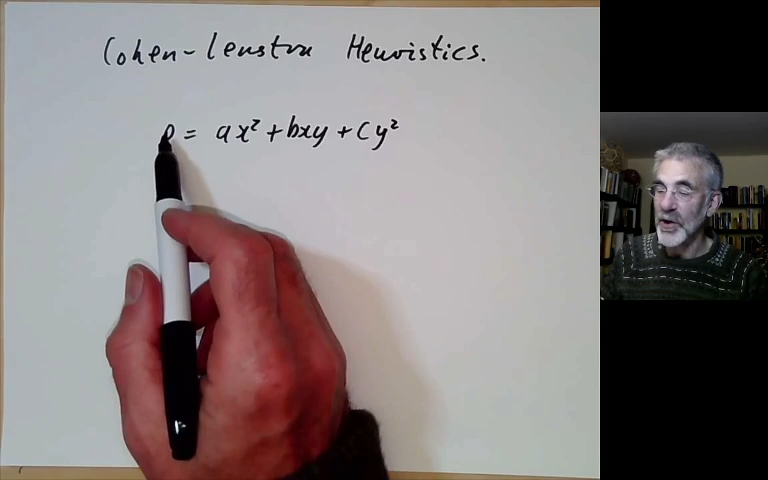 Cohen-Lenstra Heuristics.
= ax² + bxy + cy²